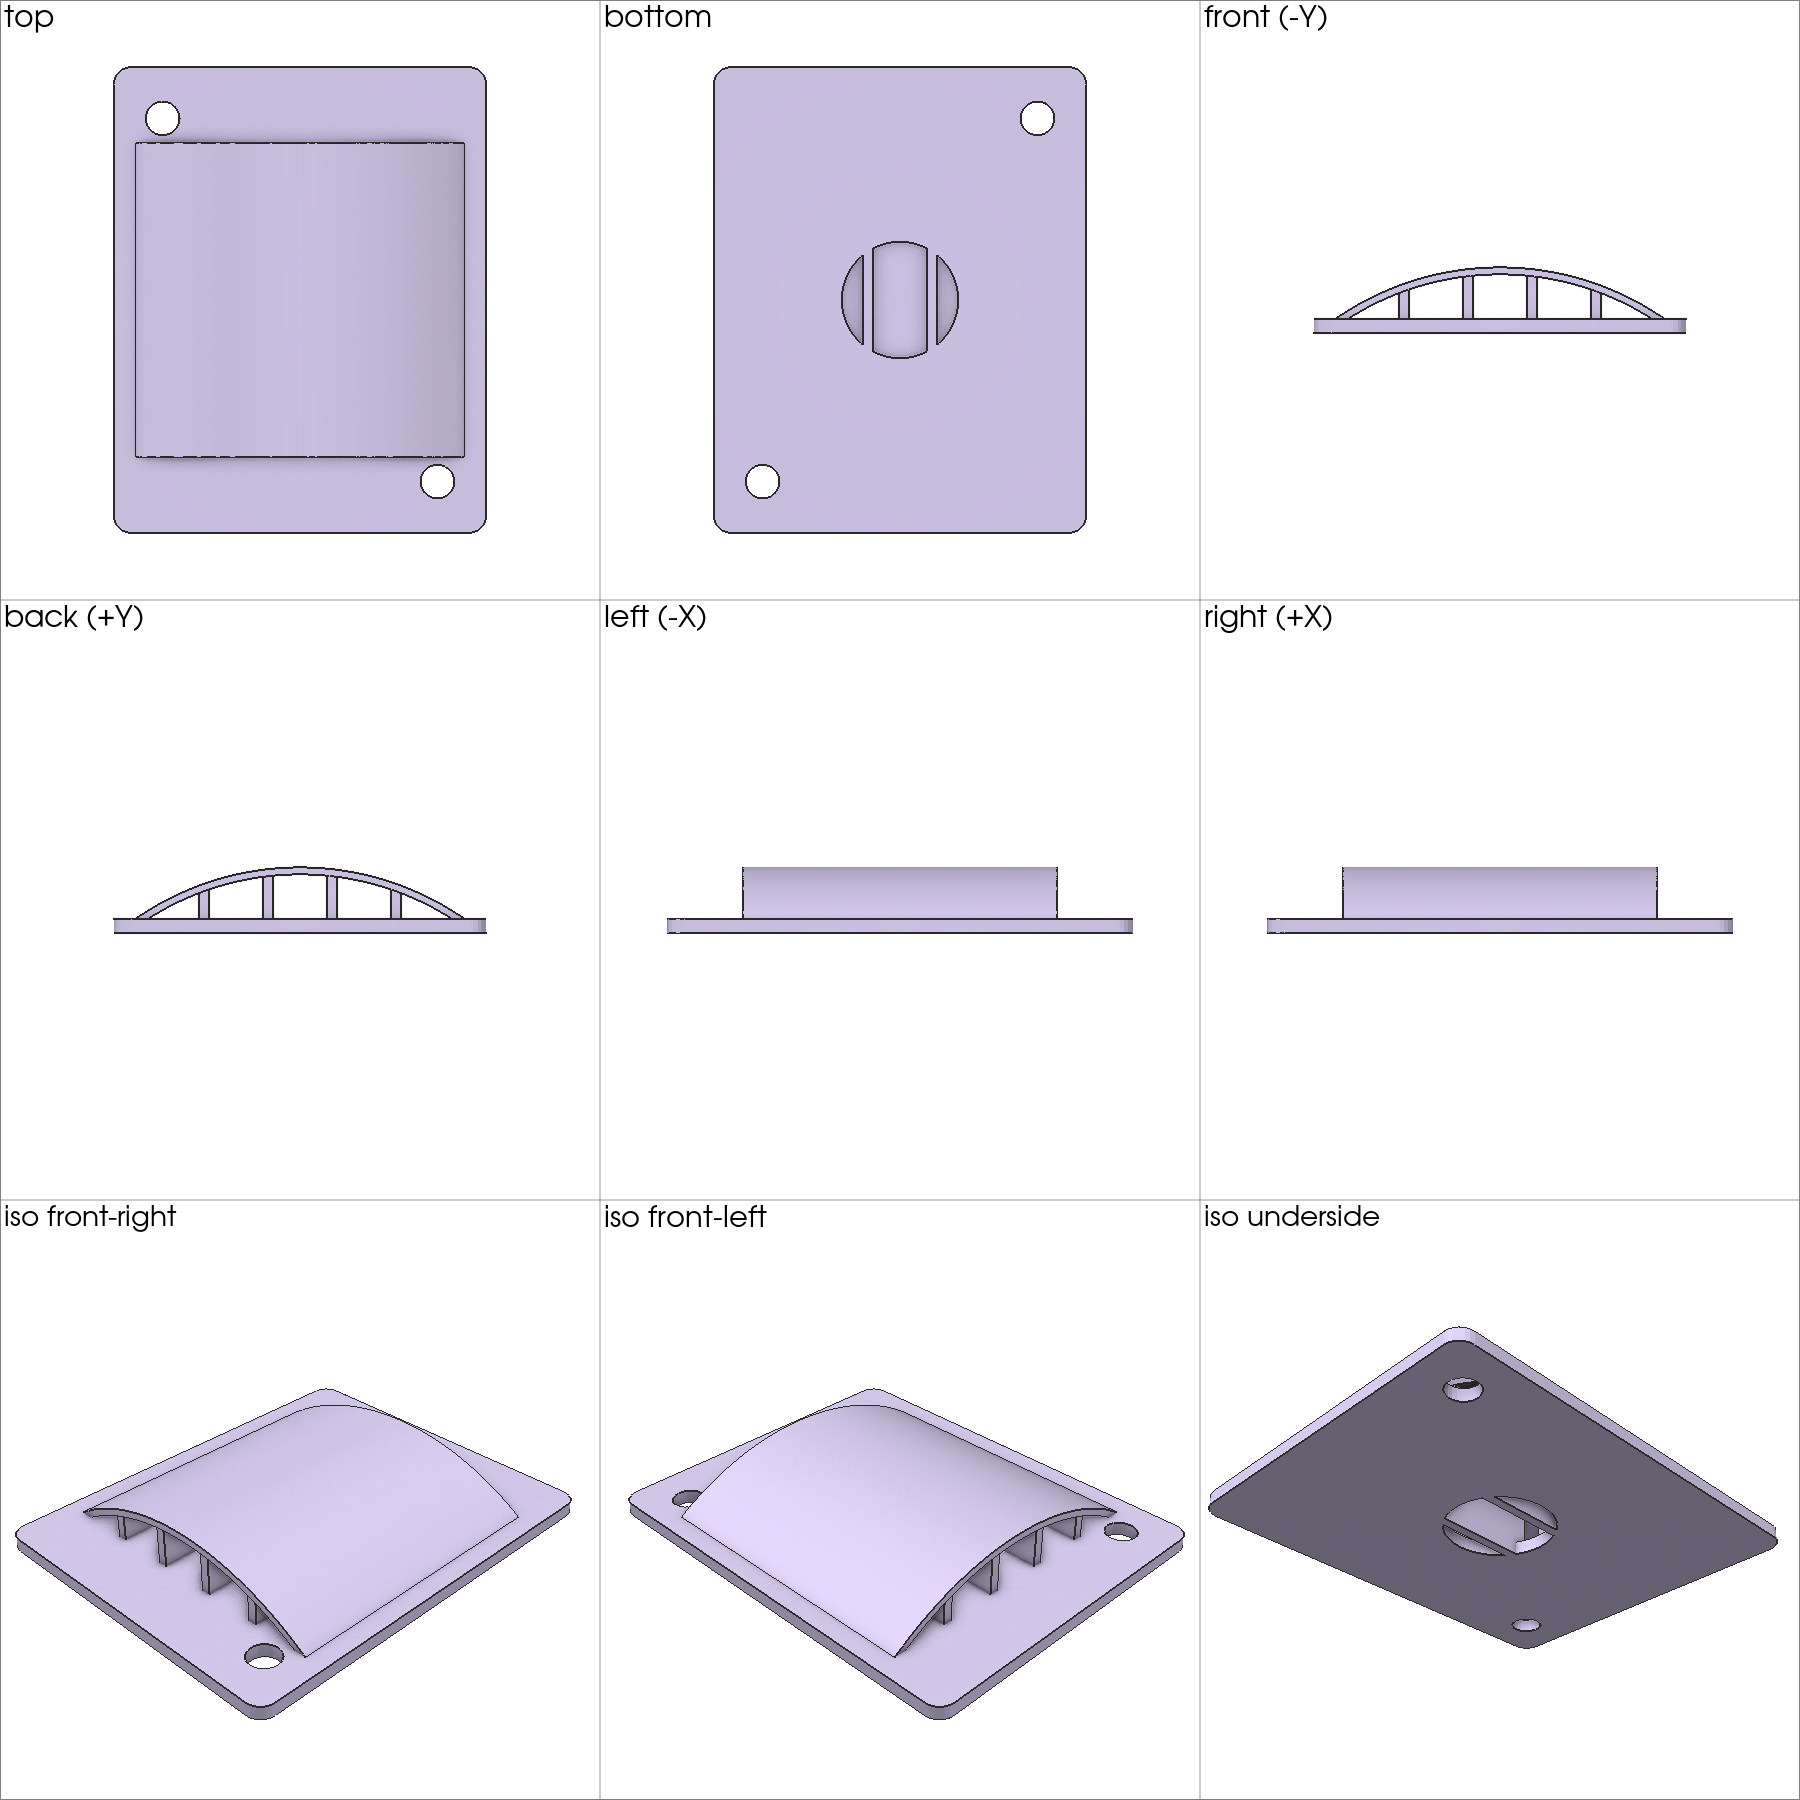 top
bottom
front (-Y)
back (+Y)
left (-X)
right (+X)
iso front-right
iso front-left
iso underside